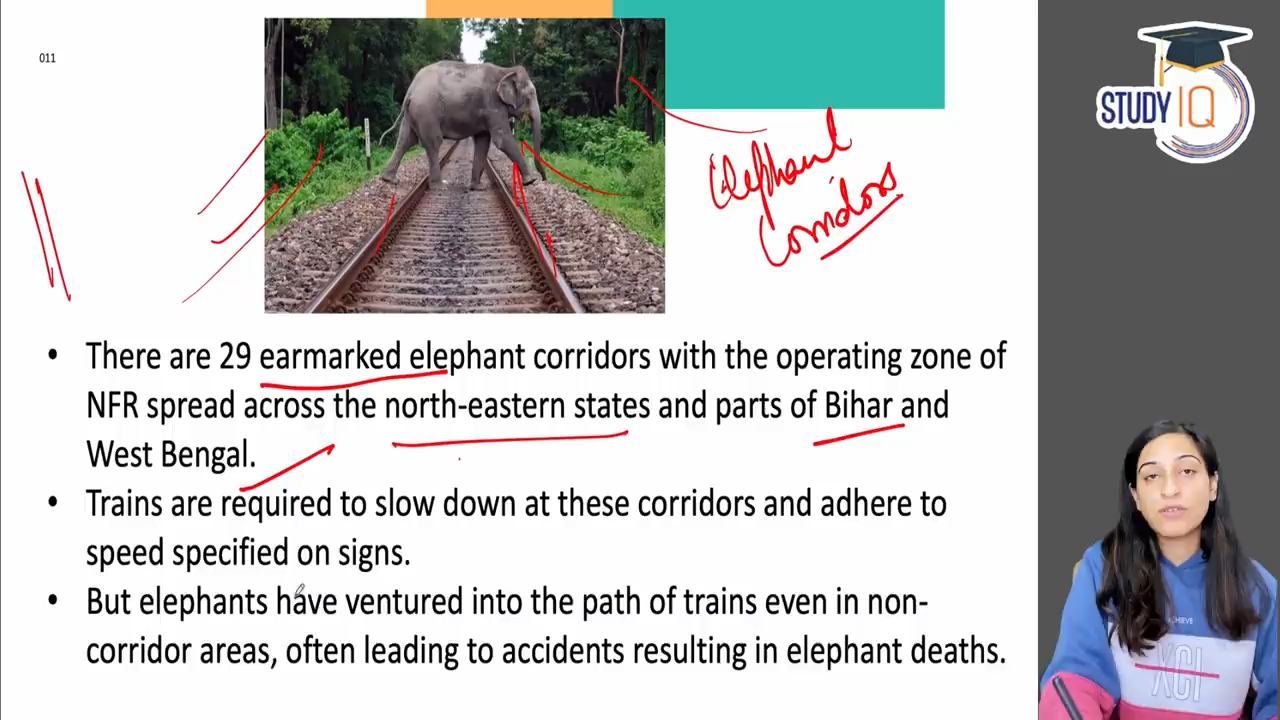 011
STUDY IQ
Elephant
Corridors
• There are 29 earmarked elephant corridors with the operating zone of
NFR spread across the north-eastern states and parts of Bihar and
West Bengal.
• Trains are required to slow down at these corridors and adhere to
speed specified on signs.
• But elephants have ventured into the path of trains even in non-
corridor areas, often leading to accidents resulting in elephant deaths.
ACHIEVE
XCI